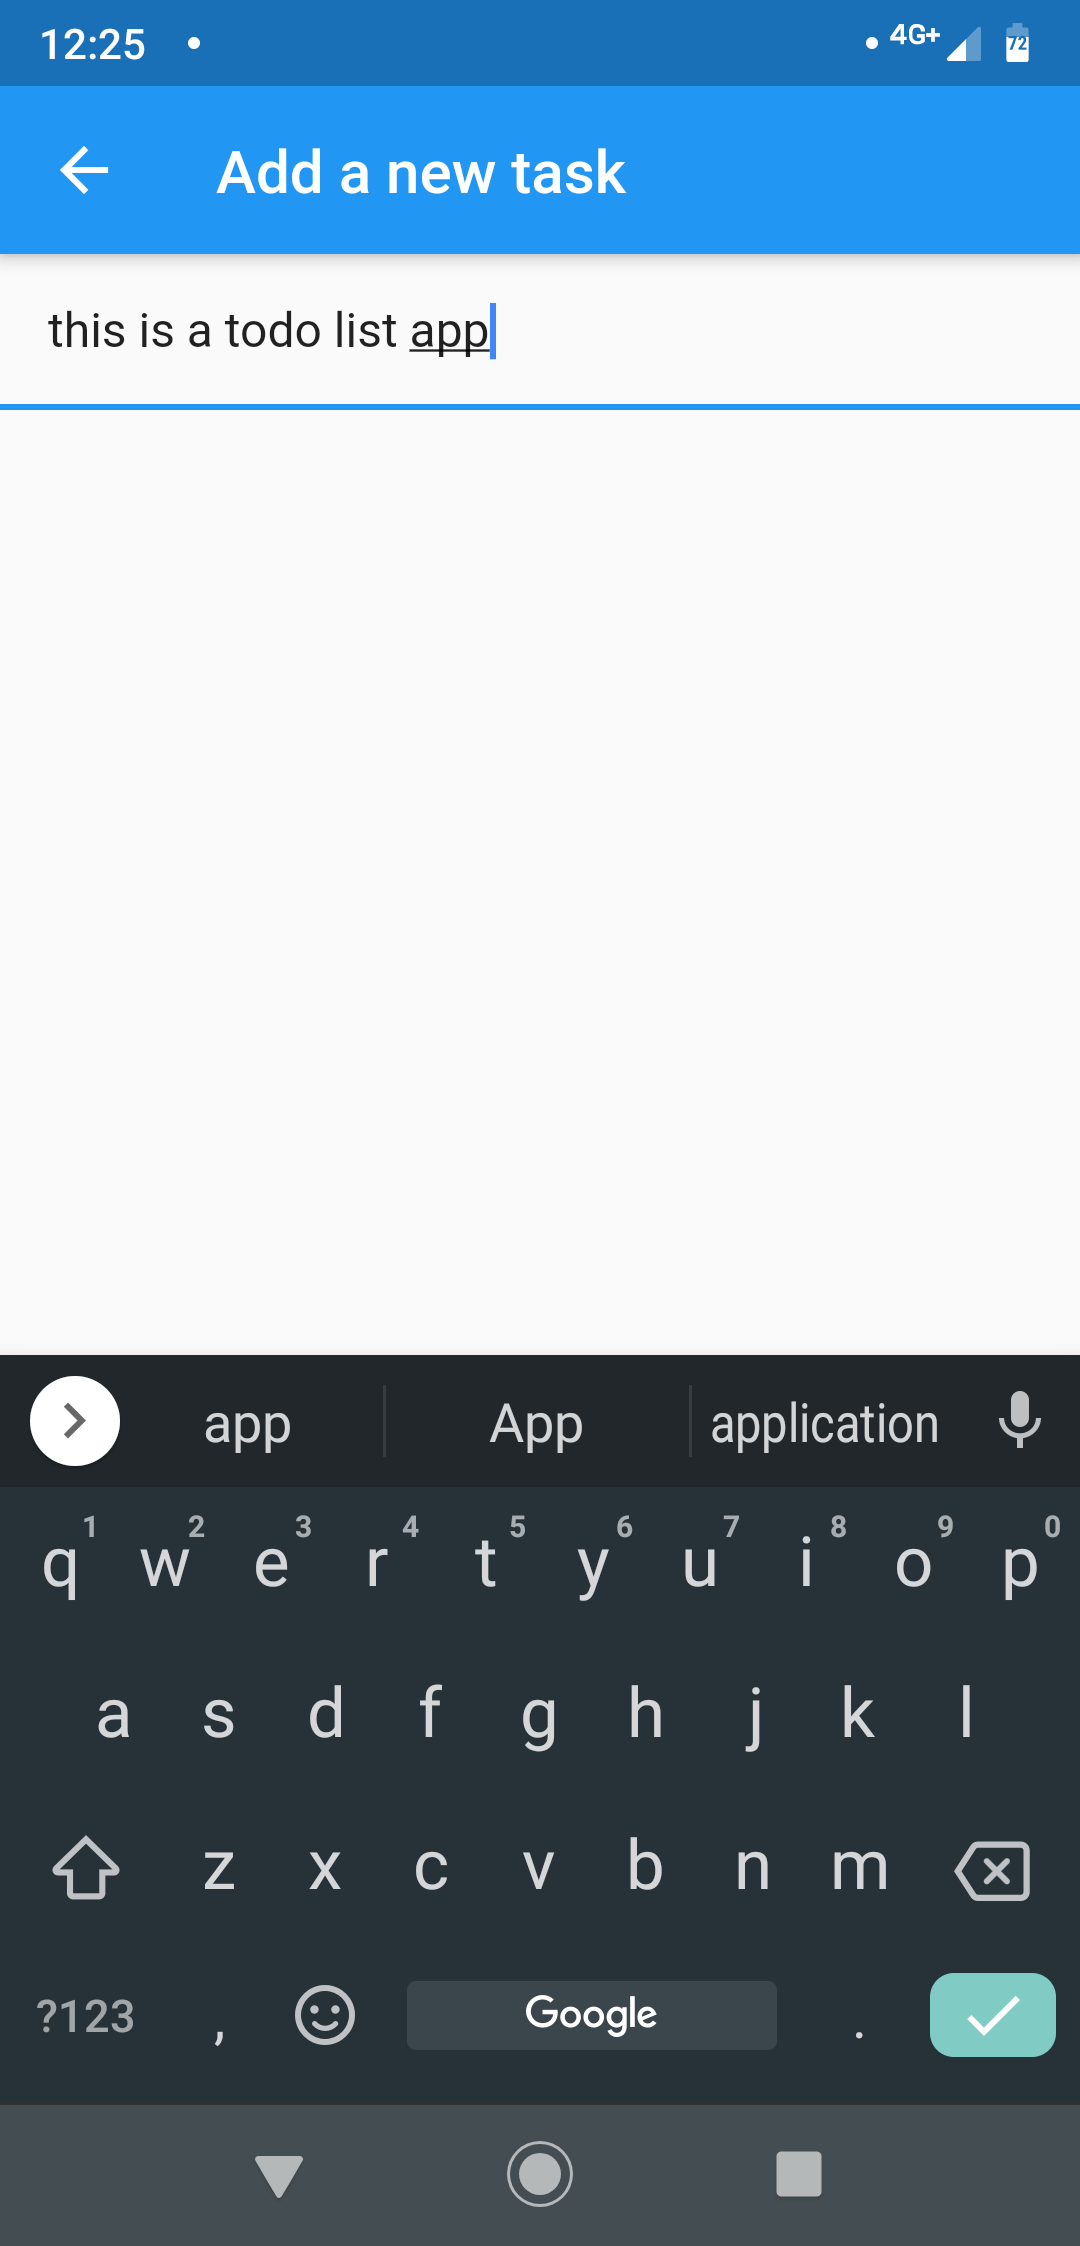 12:25 4G+ 72
Add a new task
this is a todo list app
app App application
1 2 3 4 5 6 7 8 9 0
q w e r t y u i o p
a s d f g h j k l
z x c v b n m
?123 , Google .